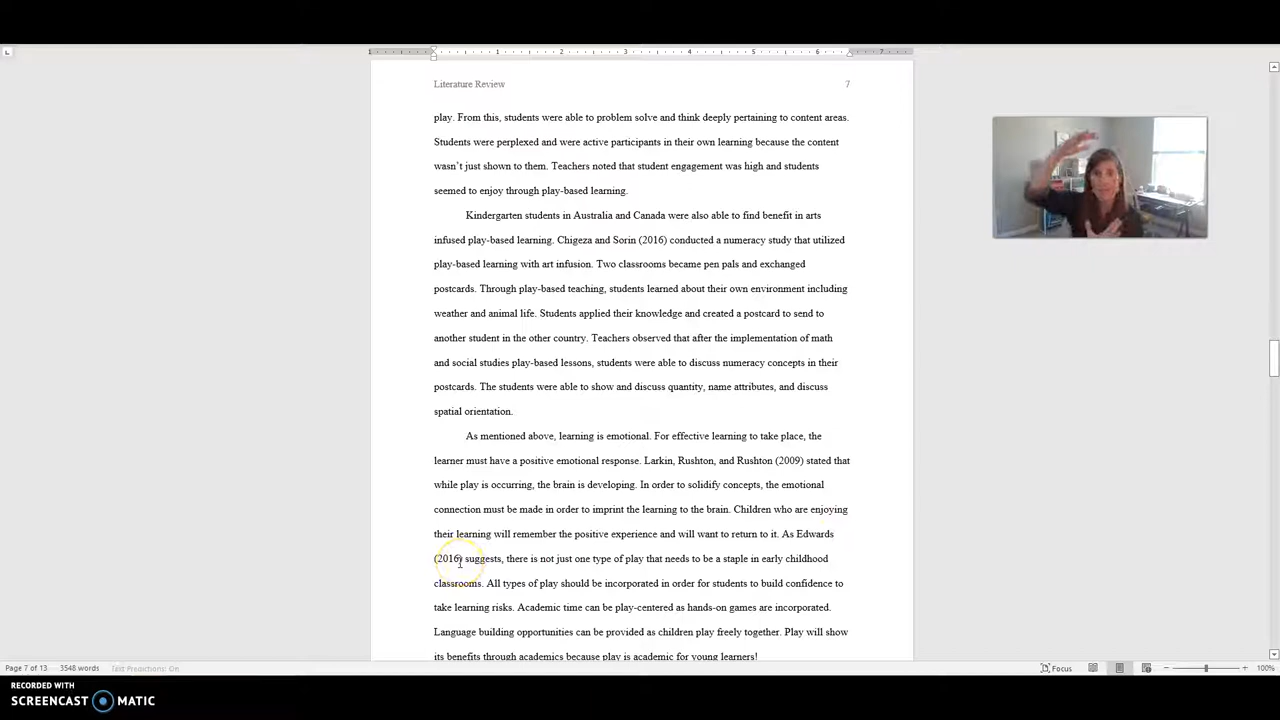 Literature Review 7
play. From this, students were able to problem solve and think deeply pertaining to content areas.
Students were perplexed and were active participants in their own learning because the content
wasn't just shown to them. Teachers noted that student engagement was high and students
seemed to enjoy through play-based learning.
Kindergarten students in Australia and Canada were also able to find benefit in arts
infused play-based learning. Chigeza and Sorin (2016) conducted a numeracy study that utilized
play-based learning with art infusion. Two classrooms became pen pals and exchanged
postcards. Through play-based teaching, students learned about their own environment including
weather and animal life. Students applied their knowledge and created a postcard to send to
another student in the other country. Teachers observed that after the implementation of math
and social studies play-based lessons, students were able to discuss numeracy concepts in their
postcards. The students were able to show and discuss quantity, name attributes, and discuss
spatial orientation.
As mentioned above, learning is emotional. For effective learning to take place, the
learner must have a positive emotional response. Larkin, Rushton, and Rushton (2009) stated that
while play is occurring, the brain is developing. In order to solidify concepts, the emotional
connection must be made in order to imprint the learning to the brain. Children who are enjoying
their learning will remember the positive experience and will want to return to it. As Edwards
(2016) suggests, there is not just one type of play that needs to be a staple in early childhood
classrooms. All types of play should be incorporated in order for students to build confidence to
take learning risks. Academic time can be play-centered as hands-on games are incorporated.
Language building opportunities can be provided as children play freely together. Play will show
its benefits through academics because play is academic for young learners!
Page 7 of 13 3548 words Text Predictions: On Focus 100%
RECORDED WITH
SCREENCAST MATIC
1 1 2 3 4 5 6 7